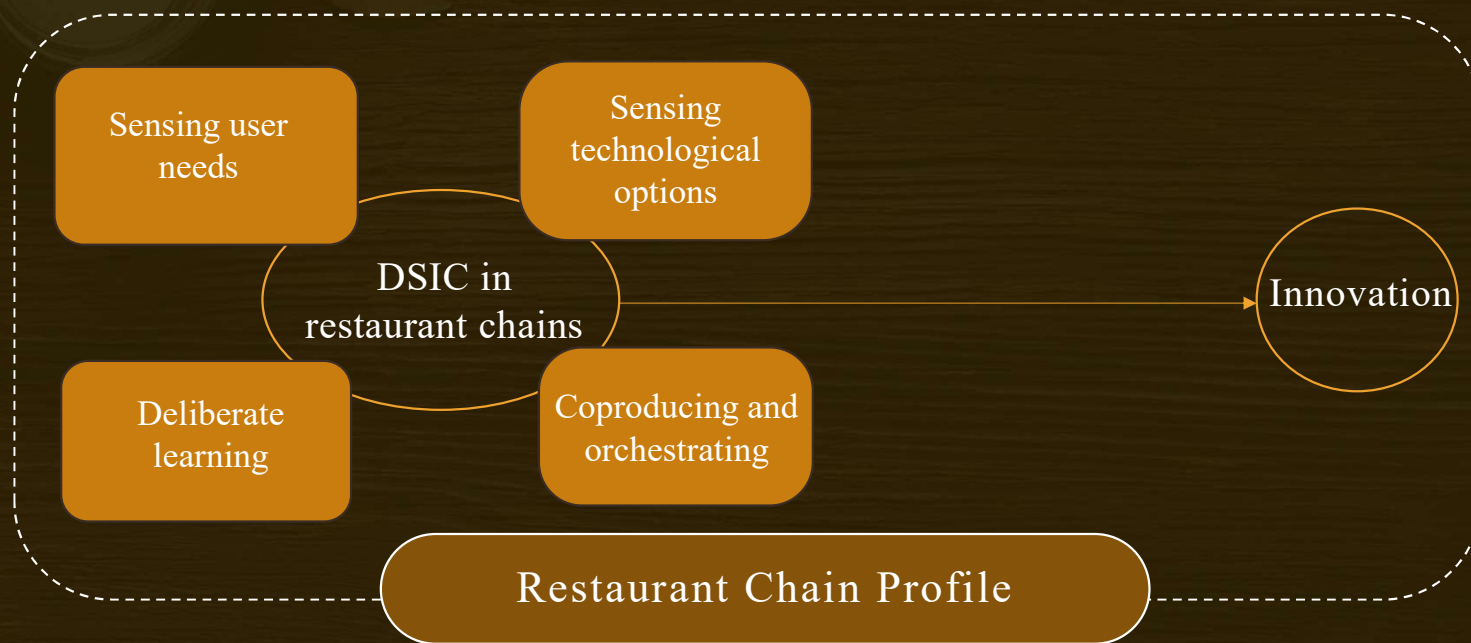 Sensing user
needs
Sensing
technological
options
DSIC in
restaurant chains
Innovation
Deliberate
learning
Coproducing and
orchestrating
Restaurant Chain Profile